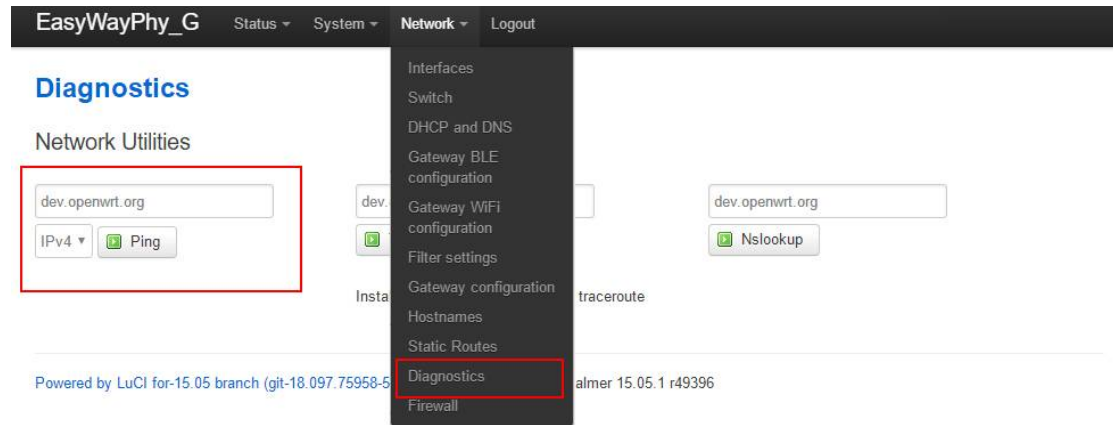 EasyWayPhy_G Status System Network Logout
Interfaces
Switch
DHCP and DNS
Gateway BLE
configuration
Gateway WiFi
configuration
Filter settings
Gateway configuration
Hostnames
Static Routes
Diagnostics
Firewall
Diagnostics
Network Utilities
dev.openwrt.org
IPv4 Ping
dev.
dev.openwrt.org
Nslookup
Insta traceroute
Powered by LuCI for-15.05 branch (git-18.097.75958-5 almer 15.05.1 r49396